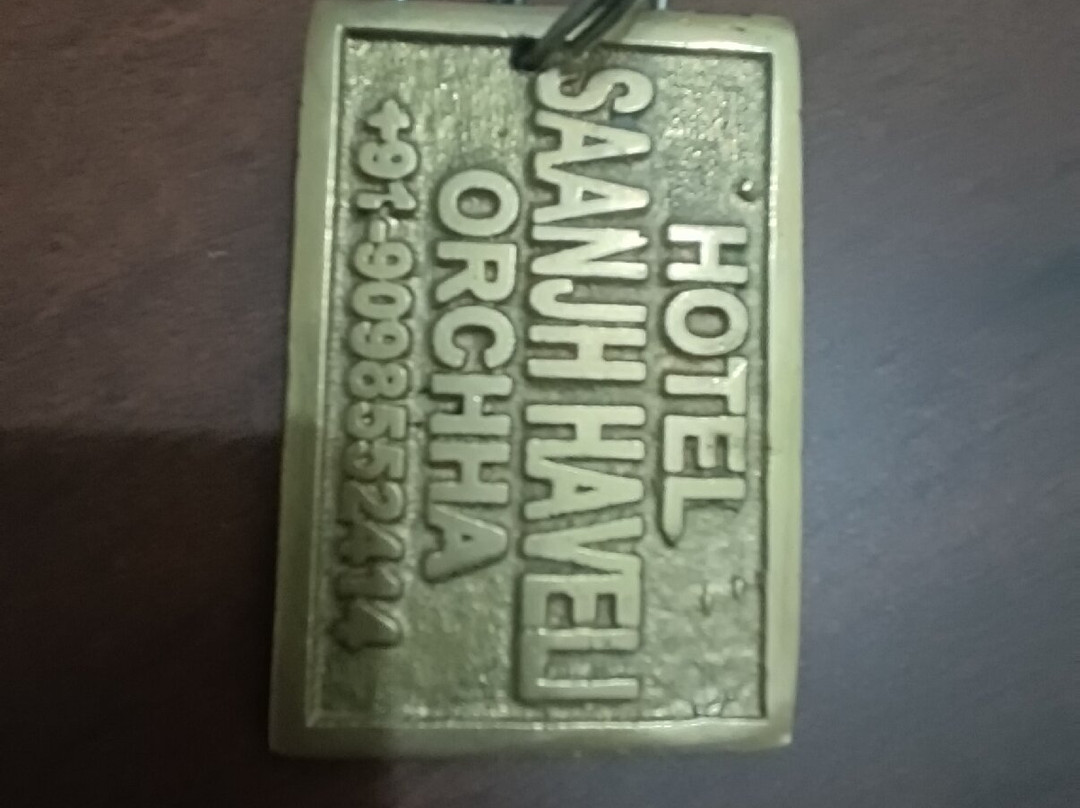 HOTEL
SAANJH HAVELI
ORCHHA
+91-9098552414